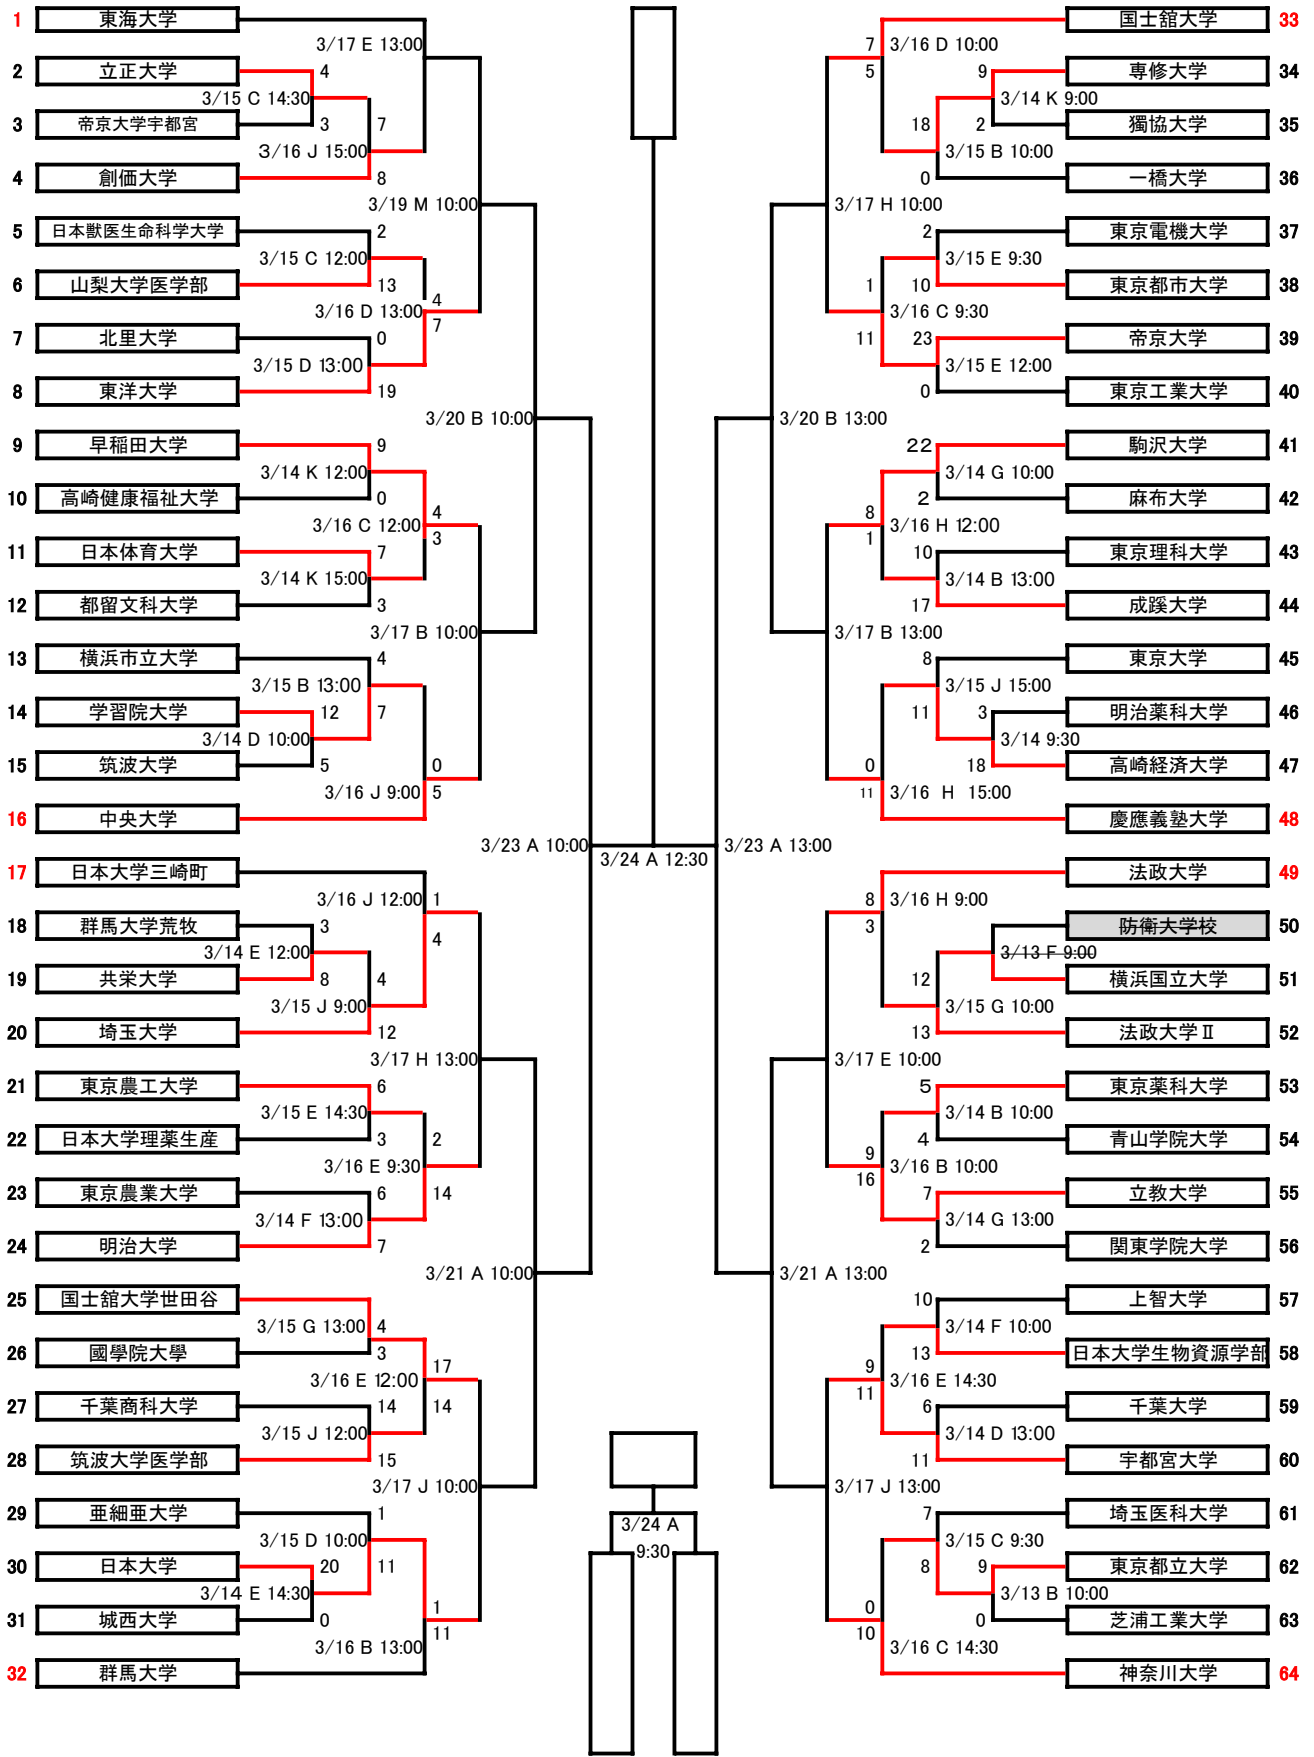 1 東海大学
3/17 E 13:00
2 立正大学 4
3/15 C 14:30
3 帝京大学宇都宮 3 7
3/16 J 15:00
4 創価大学 8
3/19 M 10:00
5 日本獣医生命科学大学 2
3/15 C 12:00
6 山梨大学医学部 13
3/16 D 13:00 4
7
7 北里大学 0
3/15 D 13:00
8 東洋大学 19
3/20 B 10:00
9 早稲田大学 9
3/14 K 12:00
10 高崎健康福祉大学 0
4
3/16 C 12:00
3
11 日本体育大学 7
3/14 K 15:00
12 都留文科大学 3
3/17 B 10:00
13 横浜市立大学 4
3/15 B 13:00
14 学習院大学 12 7
3/14 D 10:00
15 筑波大学 5 0
3/16 J 9:00 5
16 中央大学
3/23 A 10:00
17 日本大学三崎町
3/16 J 12:00 1
18 群馬大学荒牧 3 4
3/14 E 12:00
19 共栄大学 8 4
3/15 J 9:00
20 埼玉大学 12
3/17 H 13:00
21 東京農工大学 6
3/15 E 14:30
22 日本大学理薬生産 3 2
3/16 E 9:30
23 東京農業大学 6 14
3/14 F 13:00
24 明治大学 7
3/21 A 10:00
25 国士舘大学世田谷
3/15 G 13:00 4
26 國學院大學 3
17
3/16 E 12:00
27 千葉商科大学 14 14
3/15 J 12:00
28 筑波大学医学部 15
3/17 J 10:00
29 亜細亜大学 1
3/15 D 10:00
30 日本大学 20 11
3/14 E 14:30
31 城西大学 0 1
3/16 B 13:00 11
32 群馬大学
3/24 A 12:30
3/24 A
9:30
国士舘大学 33
7 3/16 D 10:00
5 9 専修大学 34
3/14 K 9:00
18 2 獨協大学 35
3/15 B 10:00
0 一橋大学 36
3/17 H 10:00
2 東京電機大学 37
3/15 E 9:30
1 10 東京都市大学 38
3/16 C 9:30
11 23 帝京大学 39
3/15 E 12:00
0 東京工業大学 40
3/20 B 13:00
22 駒沢大学 41
3/14 G 10:00
2 麻布大学 42
8
3/16 H 12:00
1
10 東京理科大学 43
3/14 B 13:00
17 成蹊大学 44
3/17 B 13:00
8 東京大学 45
3/15 J 15:00
11 3 明治薬科大学 46
3/14 9:30
0 18 高崎経済大学 47
11 3/16 H 15:00
慶應義塾大学 48
3/23 A 13:00
法政大学 49
8 3/16 H 9:00
3 防衛大学校 50
3/13 F 9:00
12 横浜国立大学 51
3/15 G 10:00
13 法政大学Ⅱ 52
3/17 E 10:00
5 東京薬科大学 53
3/14 B 10:00
4 青山学院大学 54
9
3/16 B 10:00
16
7 立教大学 55
3/14 G 13:00
2 関東学院大学 56
3/21 A 13:00
10 上智大学 57
3/14 F 10:00
13 日本大学生物資源学部 58
9
3/16 E 14:30
11
6 千葉大学 59
3/14 D 13:00
11 宇都宮大学 60
3/17 J 13:00
7 埼玉医科大学 61
3/15 C 9:30
8 9 東京都立大学 62
3/13 B 10:00
0 0 芝浦工業大学 63
10 3/16 C 14:30
神奈川大学 64